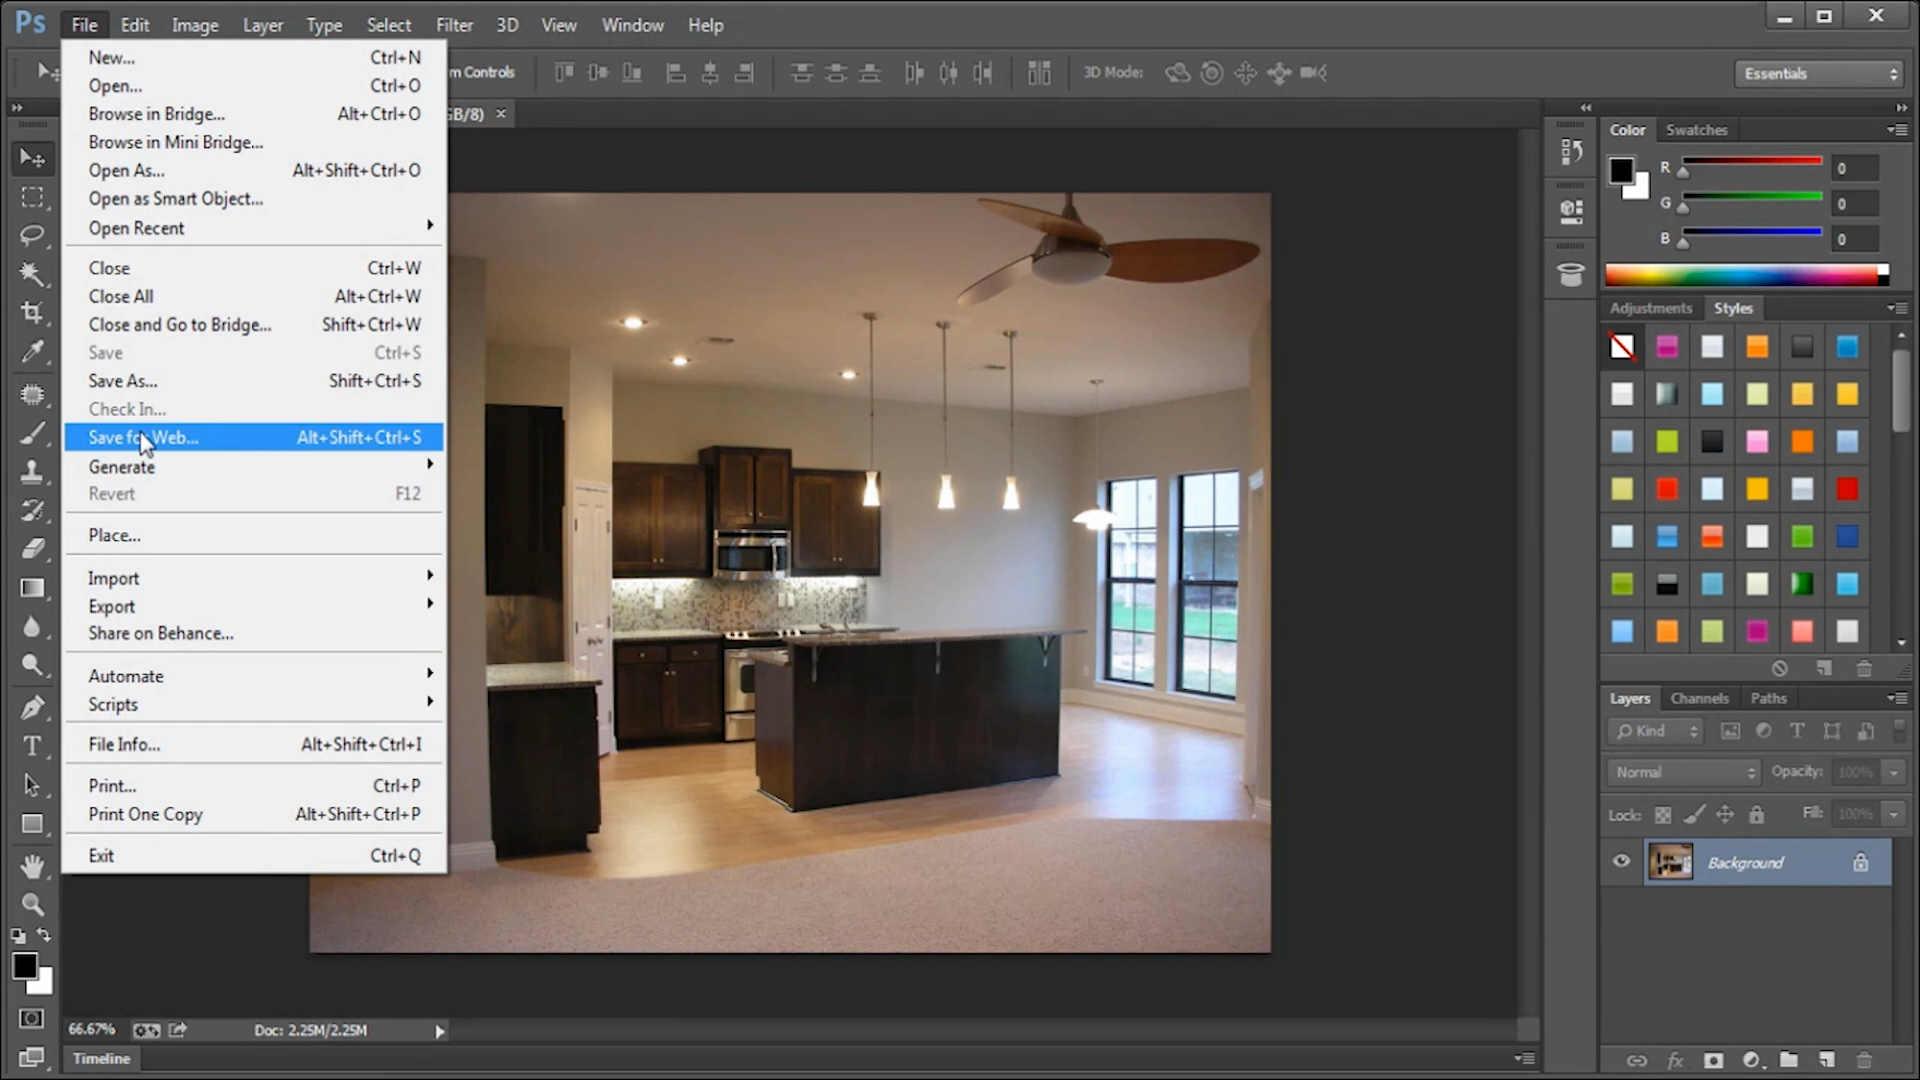 Ps File Edit Image Layer Type Select Filter 3D View Window Help
New... Ctrl+N
Open... Ctrl+O
Browse in Bridge... Alt+Ctrl+O
Browse in Mini Bridge...
Open As... Alt+Shift+Ctrl+O
Open as Smart Object...
Open Recent
Close Ctrl+W
Close All Alt+Ctrl+W
Close and Go to Bridge... Shift+Ctrl+W
Save Ctrl+S
Save As... Shift+Ctrl+S
Check In...
Save for Web... Alt+Shift+Ctrl+S
Generate
Revert F12
Place...
Import
Export
Share on Behance...
Automate
Scripts
File Info... Alt+Shift+Ctrl+I
Print... Ctrl+P
Print One Copy Alt+Shift+Ctrl+P
Exit Ctrl+Q
m Controls 3D Mode: Essentials
GB/8) ×
Color Swatches
R 0
G 0
B 0
Adjustments Styles
Layers Channels Paths
Kind
Normal Opacity: 100%
Lock: Fill: 100%
Background
66.67% Doc: 2.25M/2.25M
Timeline